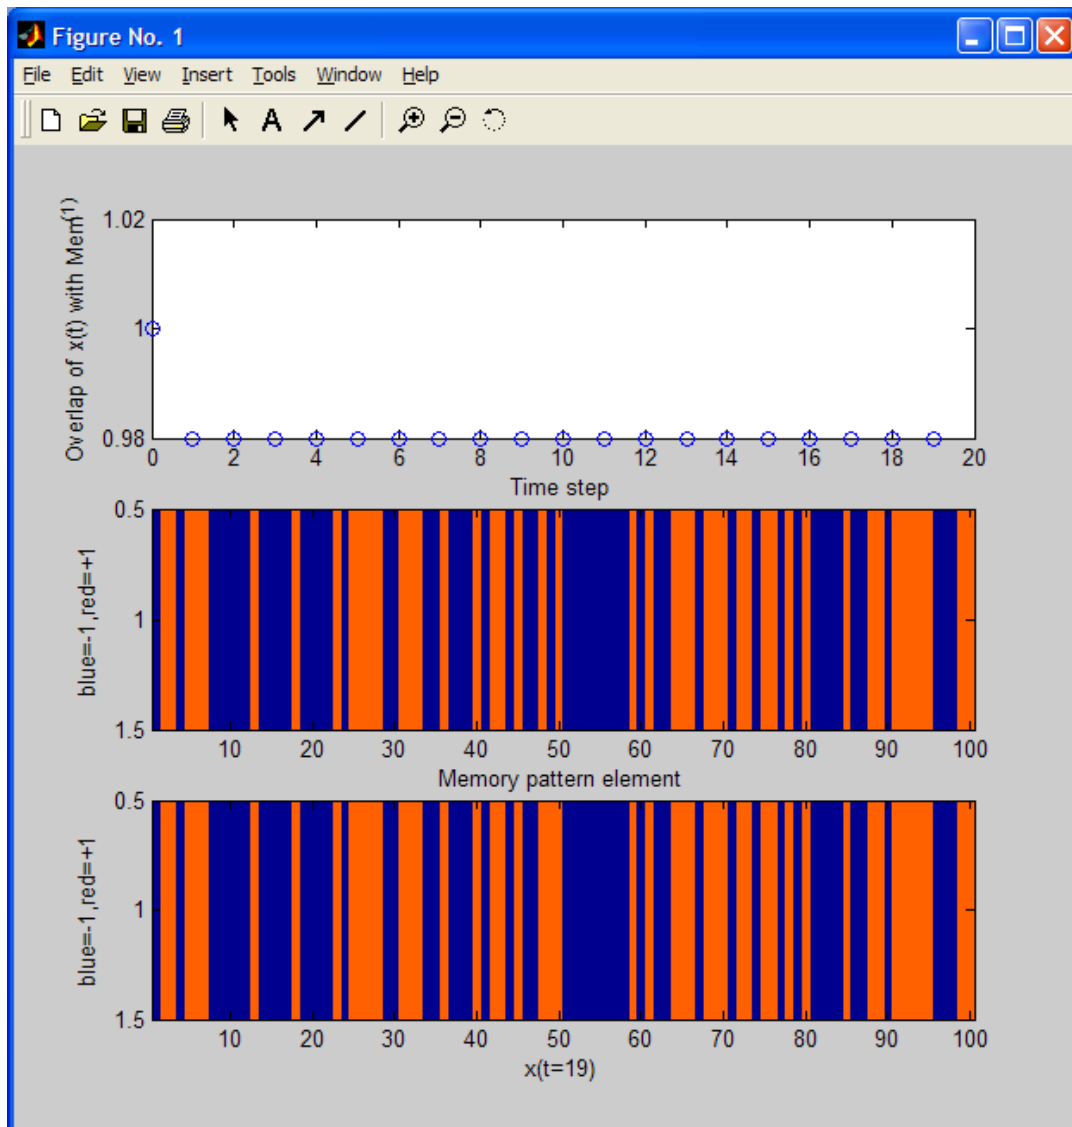 Figure No. 1
File Edit View Insert Tools Window Help
A
Overlap of x(t) with Mem(1)
1.02
1
0.98
0 2 4 6 8 10 12 14 16 18 20
Time step
blue=-1,red=+1
0.5
1
1.5
10 20 30 40 50 60 70 80 90 100
Memory pattern element
blue=-1,red=+1
0.5
1
1.5
10 20 30 40 50 60 70 80 90 100
x(t=19)